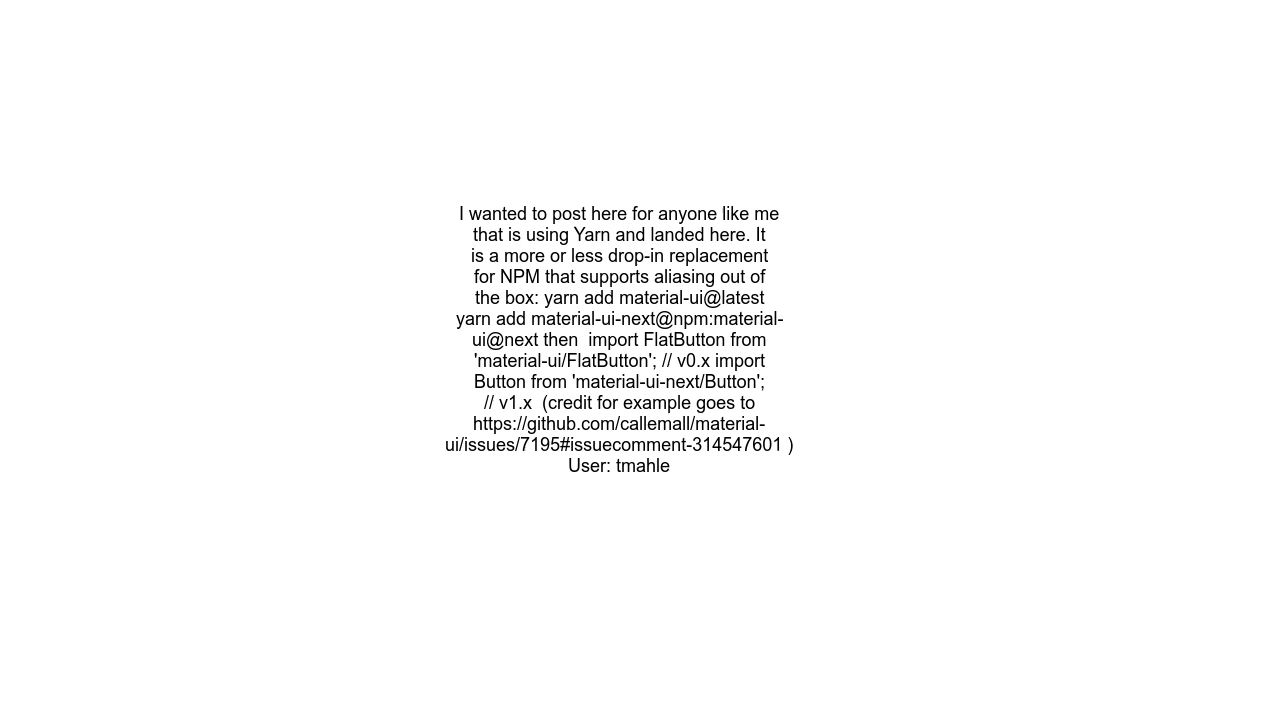 I wanted to post here for anyone like me
that is using Yarn and landed here. It
is a more or less drop-in replacement
for NPM that supports aliasing out of
the box: yarn add material-ui@latest
yarn add material-ui-next@npm:material-
ui@next then  import FlatButton from
'material-ui/FlatButton'; // v0.x import
Button from 'material-ui-next/Button';
// v1.x  (credit for example goes to
https://github.com/callemall/material-
ui/issues/7195#issuecomment-314547601 )
User: tmahle